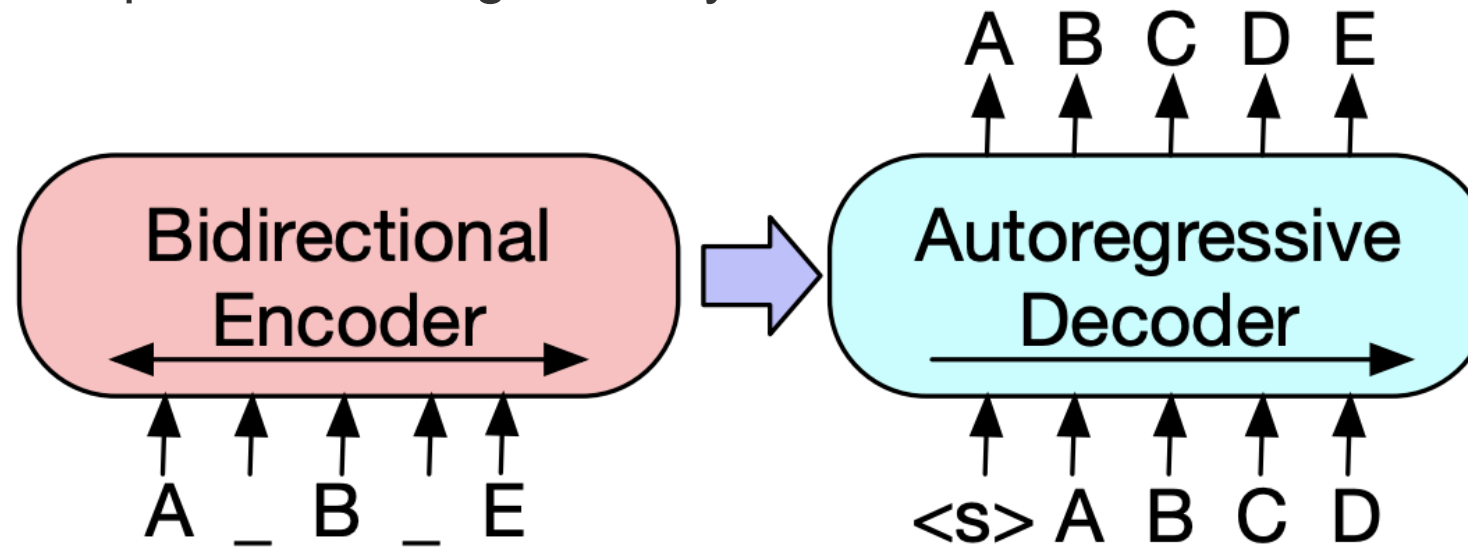 A B C D E
Bidirectional
Encoder
Autoregressive
Decoder
A _ B _ E
<s> A B C D